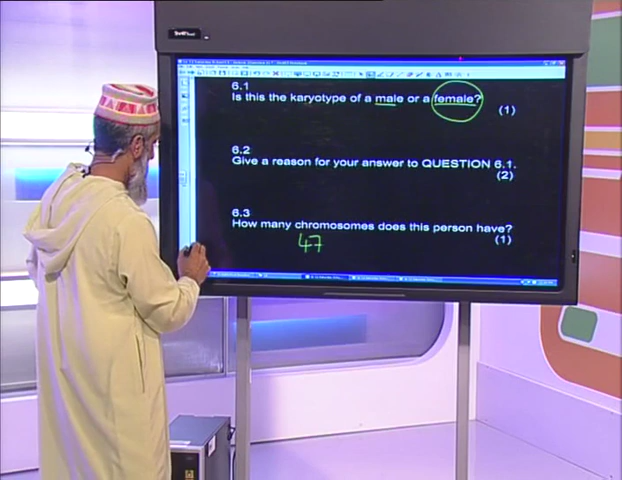 6.1
Is this the karyotype of a male or a female?
(1)
6.2
Give a reason for your answer to QUESTION 6.1.
(2)
6.3
How many chromosomes does this person have?
(1)
47